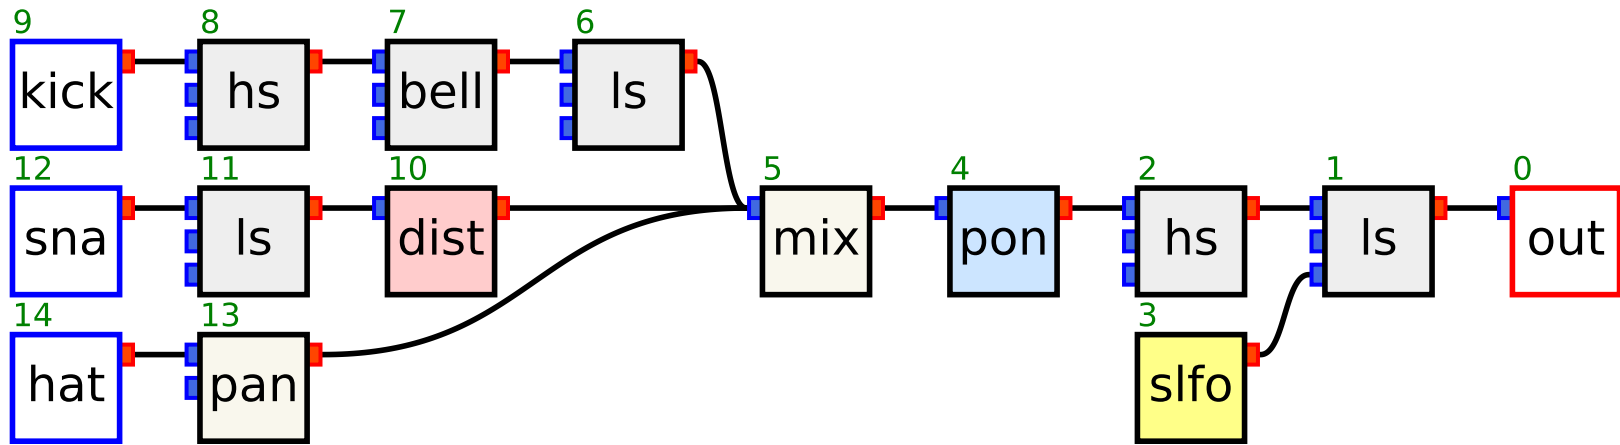 9 8 7 6
kick hs bell ls
12 11 10 5 4 2 1 0
sna ls dist mix pon hs ls out
14 13 3
hat pan slfo